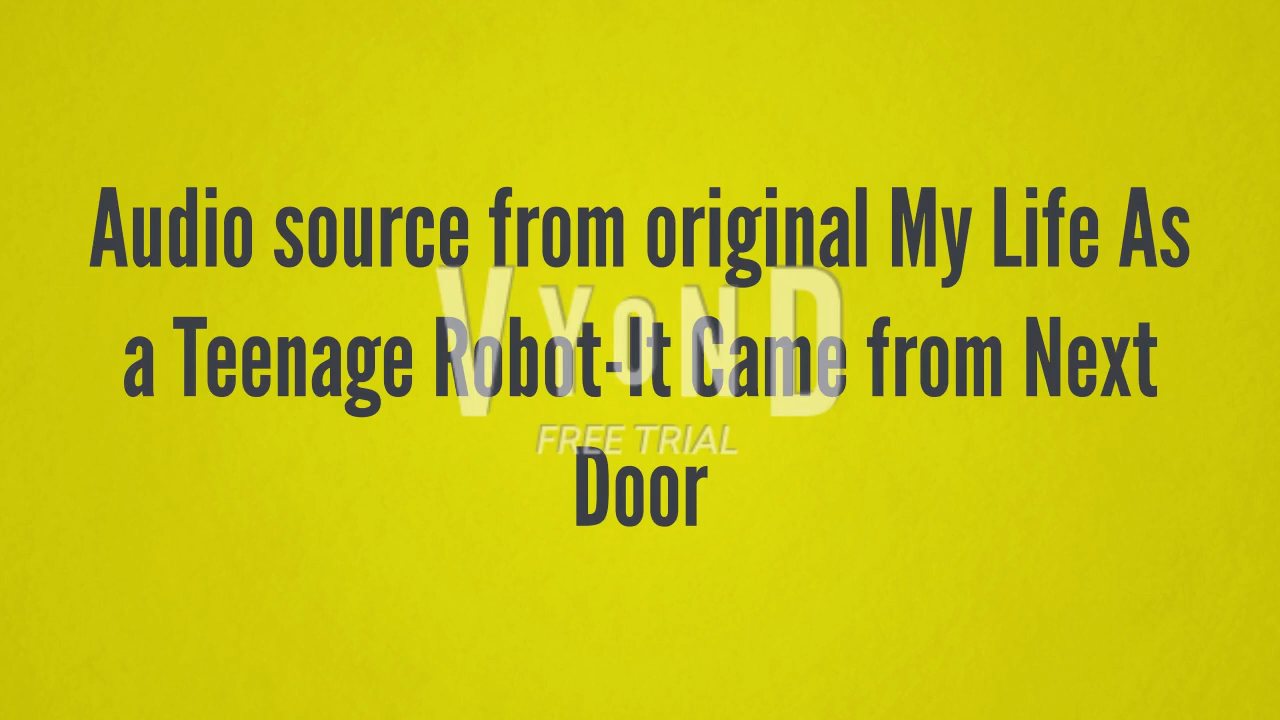 Audio source from original My Life As
a Teenage Robot-It Came from Next
Door
VYOND
FREE TRIAL